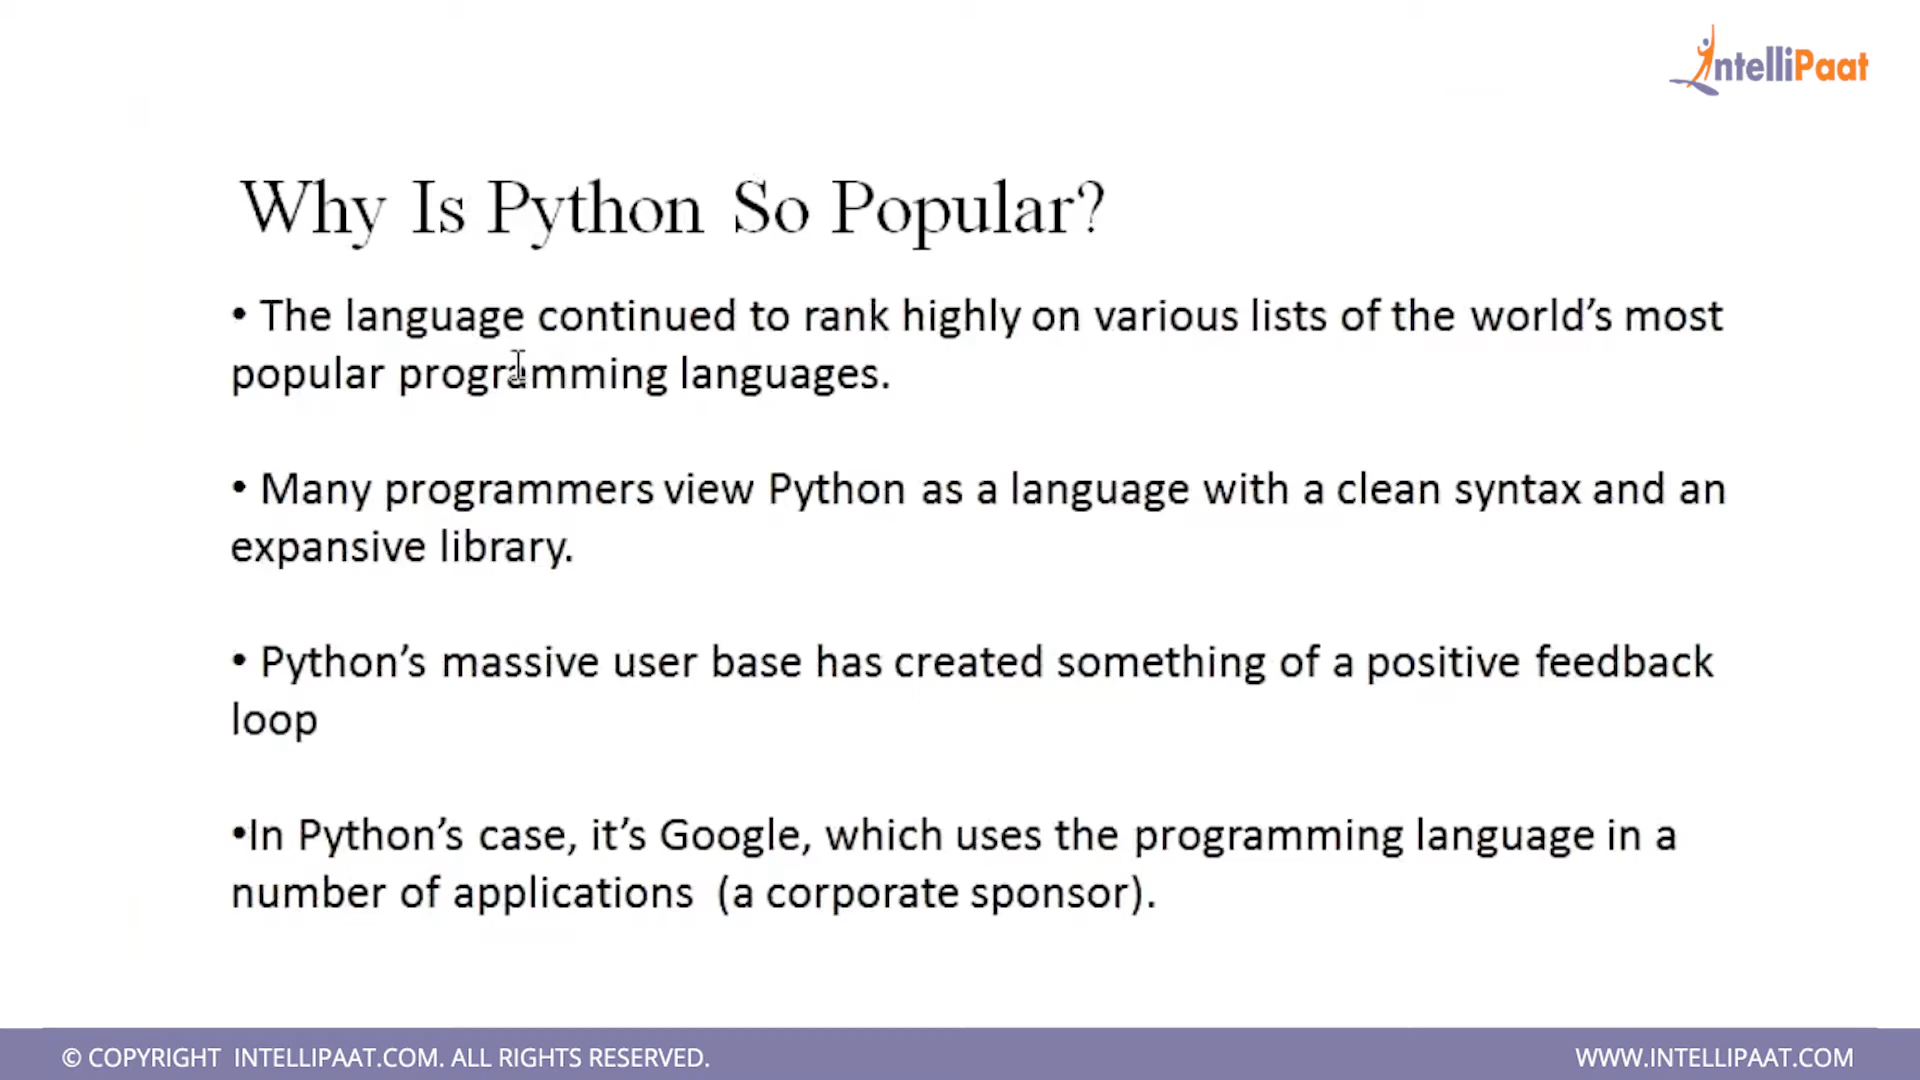 IntelliPaat
Why Is Python So Popular?
• The language continued to rank highly on various lists of the world’s most
popular programming languages.
• Many programmers view Python as a language with a clean syntax and an
expansive library.
• Python’s massive user base has created something of a positive feedback
loop
•In Python’s case, it’s Google, which uses the programming language in a
number of applications (a corporate sponsor).
© COPYRIGHT INTELLIPAAT.COM. ALL RIGHTS RESERVED.
WWW.INTELLIPAAT.COM